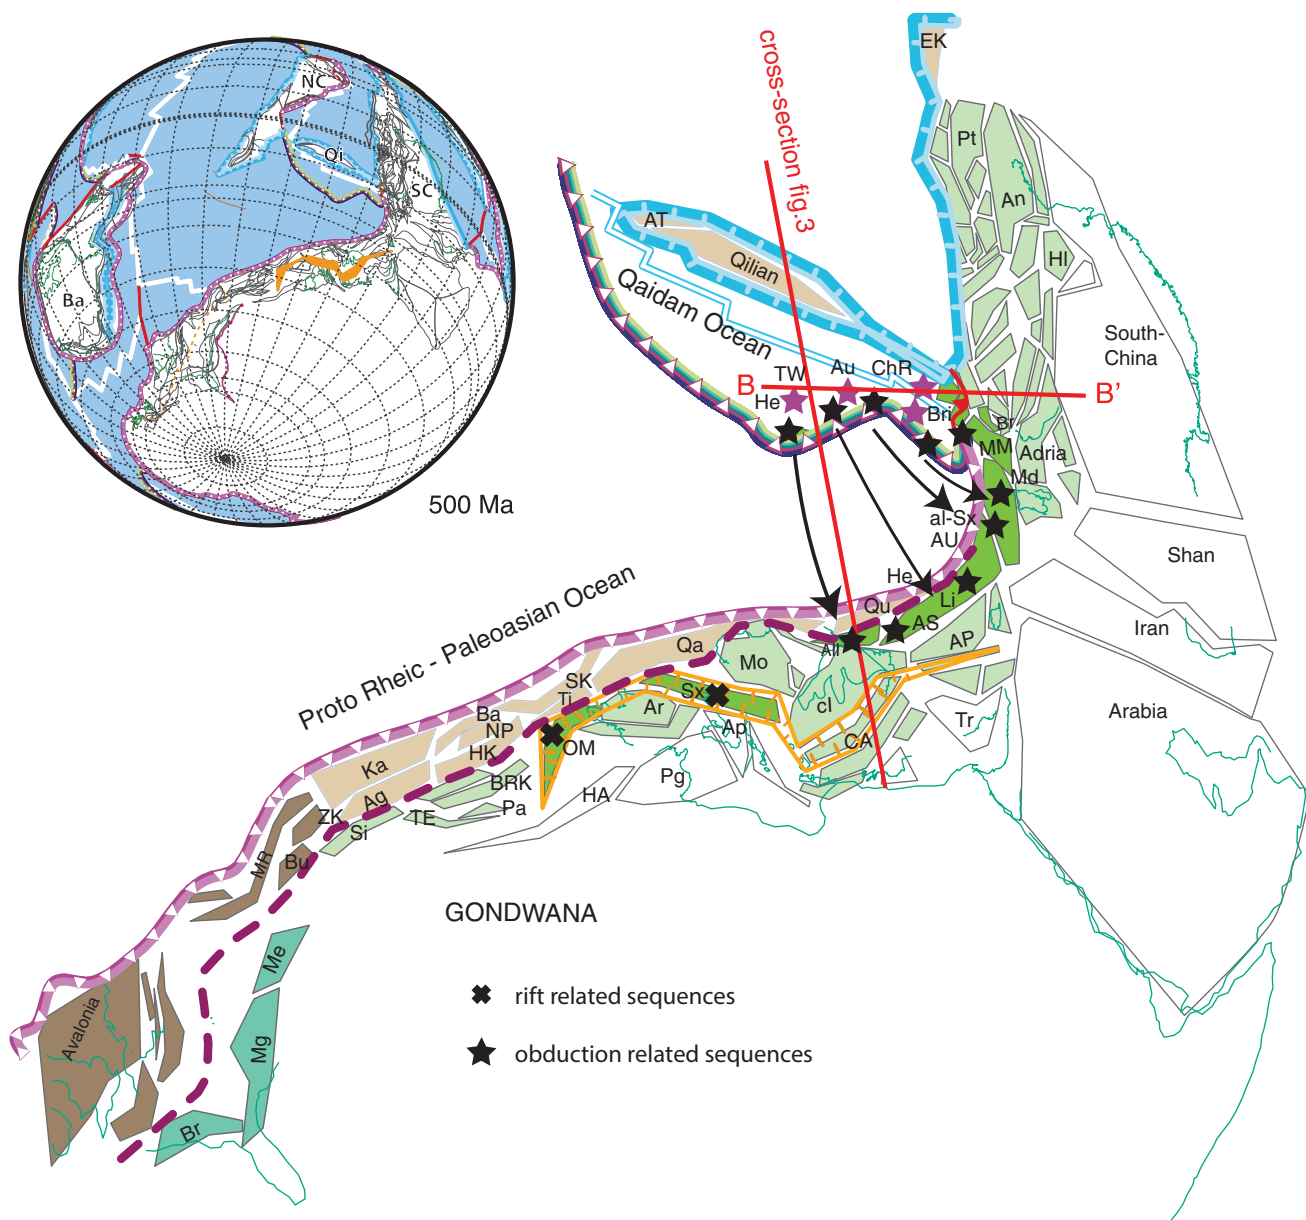 NC
Qi
SC
Ba
500 Ma
cross-section fig.3
EK
Pt
An
HI
AT
Qilian
Qaidam Ocean
South-
China
TW
Au
ChR
B
B'
He
Bri
Br
MM
Adria
Md
al-Sx
AU
Shan
He
Li
Qu
AS
Iran
Proto Rheic - Paleoasian Ocean
All
AP
Qa
Mo
SK
Sx
Ti
cl
Arabia
Ba
Ar
Ap
Tr
NP
CA
OM
HK
Ka
Pg
BRK
HA
Ag
Pa
ZK
TE
Si
MR
Bu
GONDWANA
Me
rift related sequences
Avalonia
Mg
obduction related sequences
Br